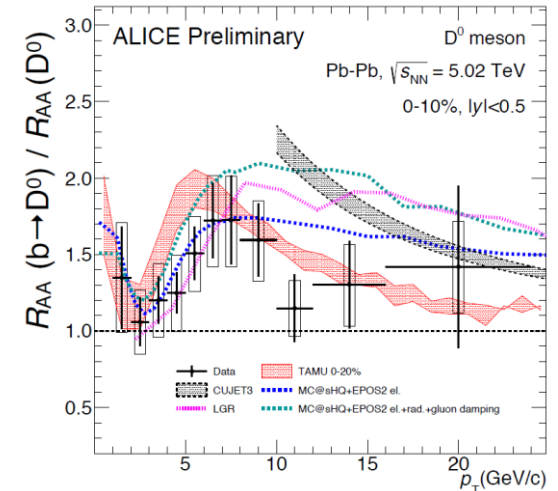 ALICE Preliminary
D⁰ meson
Pb-Pb, √sNN = 5.02 TeV
0-10%, |y|<0.5
RAA (b→D⁰) / RAA (D⁰)
3.0
2.5
2.0
1.5
1.0
0.5
Data
TAMU 0-20%
CUJET3
MC@sHQ+EPOS2 el.
LGR
MC@sHQ+EPOS2 el.+rad.+gluon damping
5
10
15
20
pT(GeV/c)